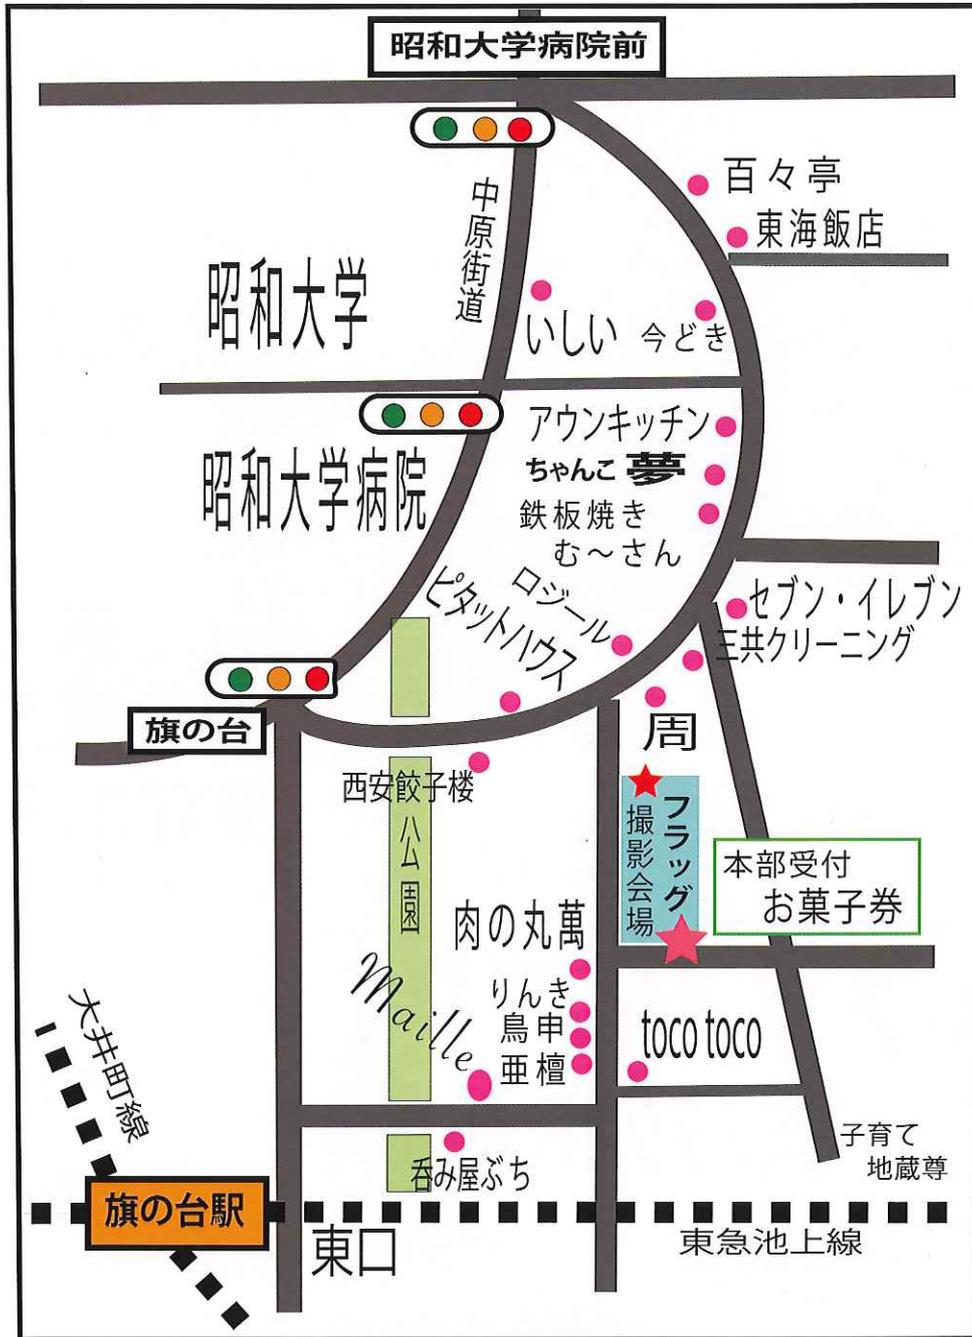 昭和大学病院前
中原街道
百々亭
東海飯店
昭和大学
いしい
今どき
アウンキッチン
ちゃんこ 夢
昭和大学病院
鉄板焼き
む～さん
ロジール
ピタットハウス
セブン・イレブン
三共クリーニング
旗の台
周
西安餃子楼
公園
フラッグ
撮影会場
本部受付
お菓子券
肉の丸萬
Maille
りんき
鳥申
亜檀
toco toco
大井町線
子育て
地蔵尊
呑み屋ぶち
旗の台駅
東口
東急池上線